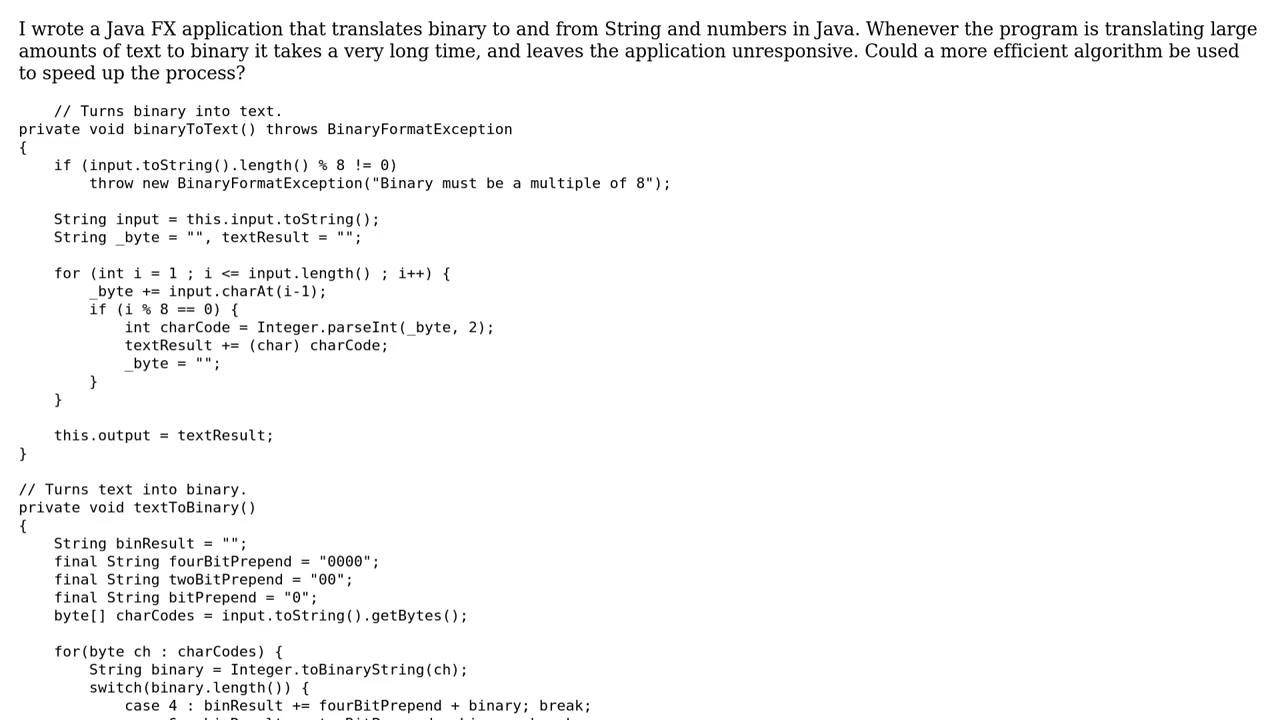 I wrote a Java FX application that translates binary to and from String and numbers in Java. Whenever the program is translating large
amounts of text to binary it takes a very long time, and leaves the application unresponsive. Could a more efficient algorithm be used
to speed up the process?
    // Turns binary into text.
private void binaryToText() throws BinaryFormatException
{
    if (input.toString().length() % 8 != 0)
        throw new BinaryFormatException("Binary must be a multiple of 8");
    String input = this.input.toString();
    String _byte = "", textResult = "";
    for (int i = 1 ; i <= input.length() ; i++) {
        _byte += input.charAt(i-1);
        if (i % 8 == 0) {
            int charCode = Integer.parseInt(_byte, 2);
            textResult += (char) charCode;
            _byte = "";
        }
    }
    this.output = textResult;
}
// Turns text into binary.
private void textToBinary()
{
    String binResult = "";
    final String fourBitPrepend = "0000";
    final String twoBitPrepend = "00";
    final String bitPrepend = "0";
    byte[] charCodes = input.toString().getBytes();
    for(byte ch : charCodes) {
        String binary = Integer.toBinaryString(ch);
        switch(binary.length()) {
            case 4 : binResult += fourBitPrepend + binary; break;